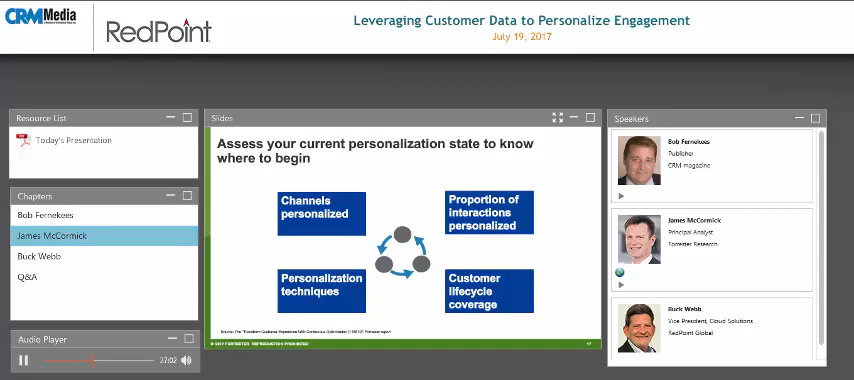 CRM Media
RedPoint
Leveraging Customer Data to Personalize Engagement
July 19, 2017
Resource List
Today's Presentation
Chapters
Bob Fernekees
James McCormick
Buck Webb
Q&A
Audio Player
27:02
Slides
Assess your current personalization state to know
where to begin
Channels
personalized
Proportion of
interactions
personalized
Personalization
techniques
Customer
lifecycle
coverage
© 2017 FORRESTER. REPRODUCTION PROHIBITED
Speakers
Bob Fernekees
Publisher
CRM magazine
James McCormick
Principal Analyst
Forrester Research
Buck Webb
Vice President, Cloud Solutions
RedPoint Global